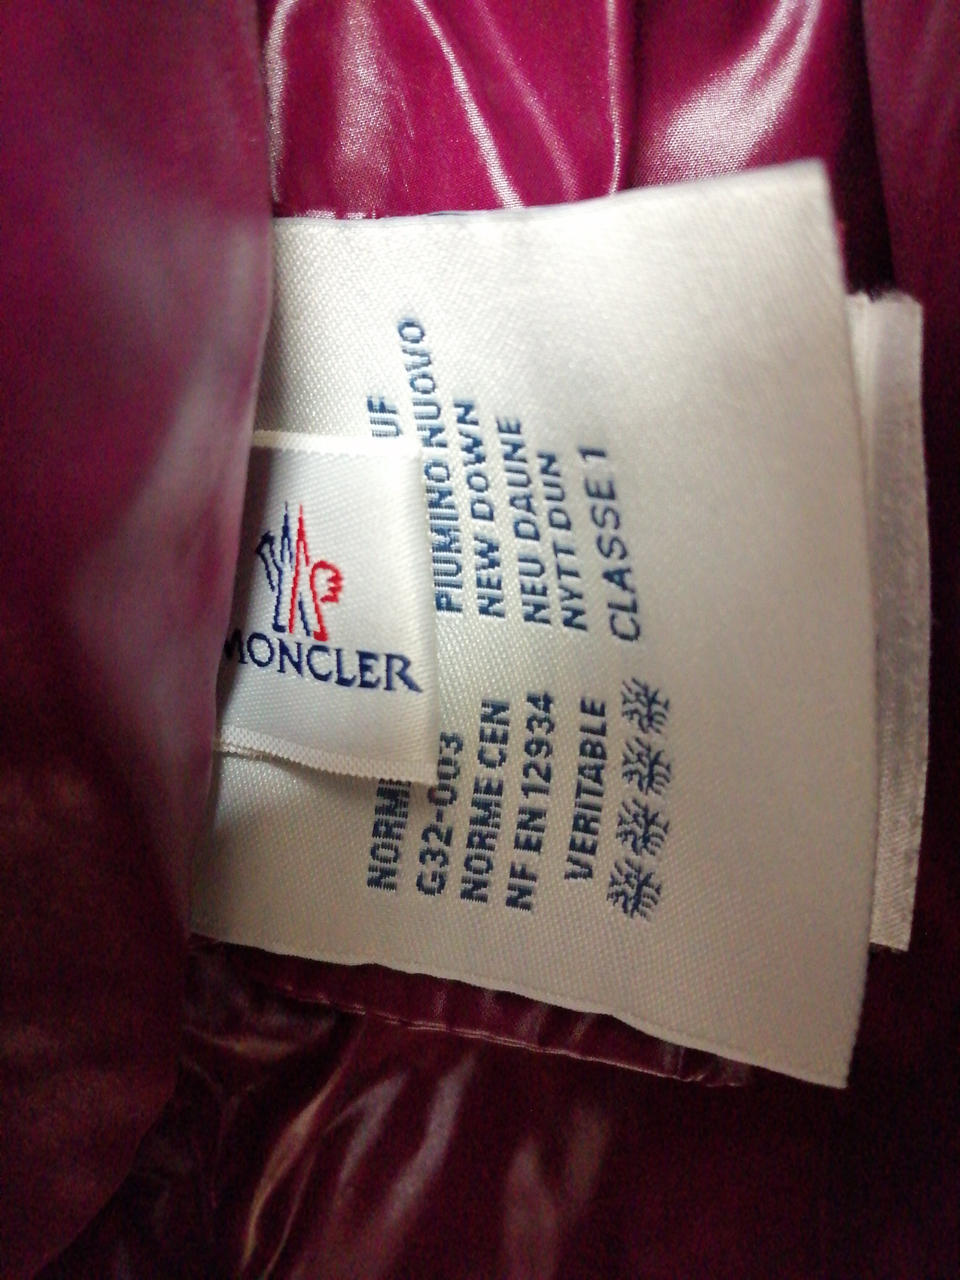 MONCLER
UF
PIUMINO NUOVO
NEW DOWN
NEU DAUNE
NYTT DUN
CLASSE 1
G32-003
NORME CEN
NF EN 12934
VERITABLE